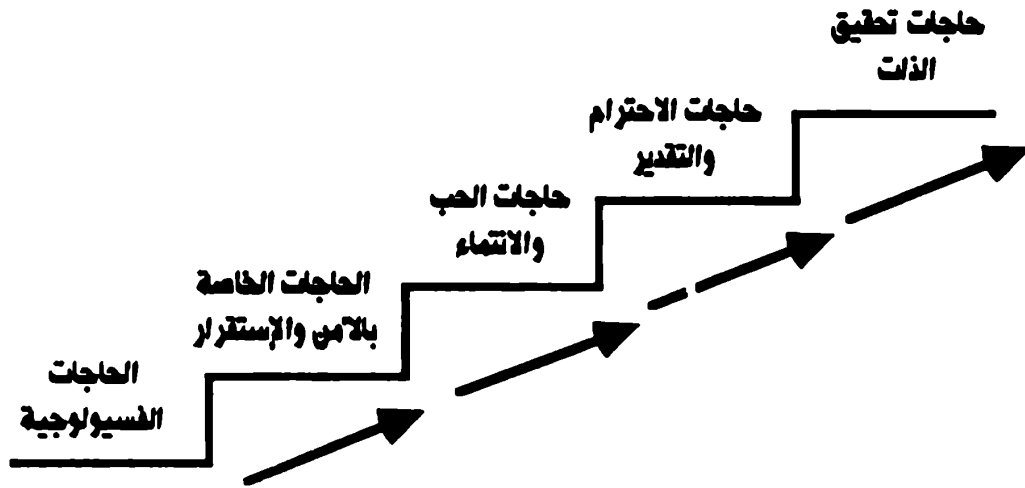 حاجات تحقيق
الذات
حاجات الاحترام
والتقدير
حاجات الحب
والانتماء
الحاجات الخاصة
بالأمن والإستقرار
الحاجات
الفسيولوجية